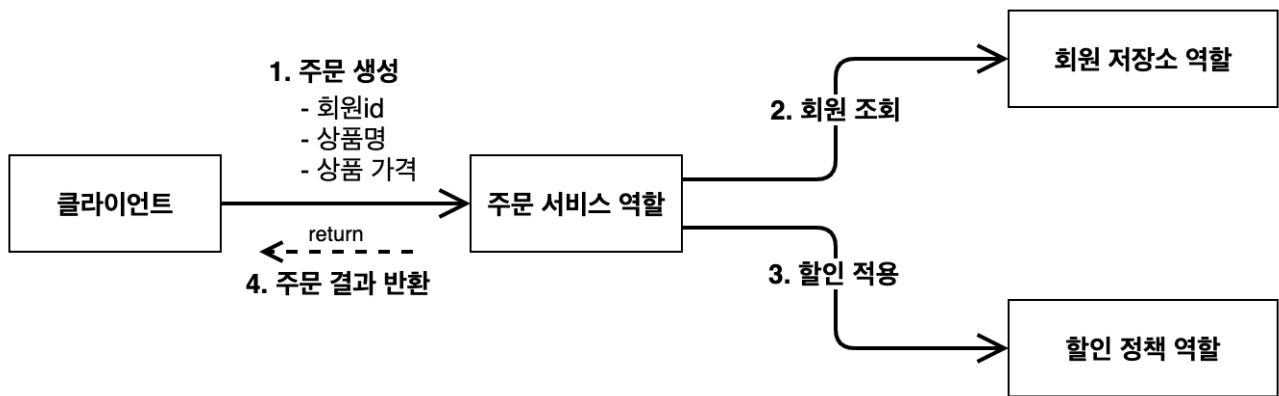 회원 저장소 역할
1. 주문 생성
- 회원id
- 상품명
- 상품 가격
2. 회원 조회
클라이언트
주문 서비스 역할
return
4. 주문 결과 반환
3. 할인 적용
할인 정책 역할